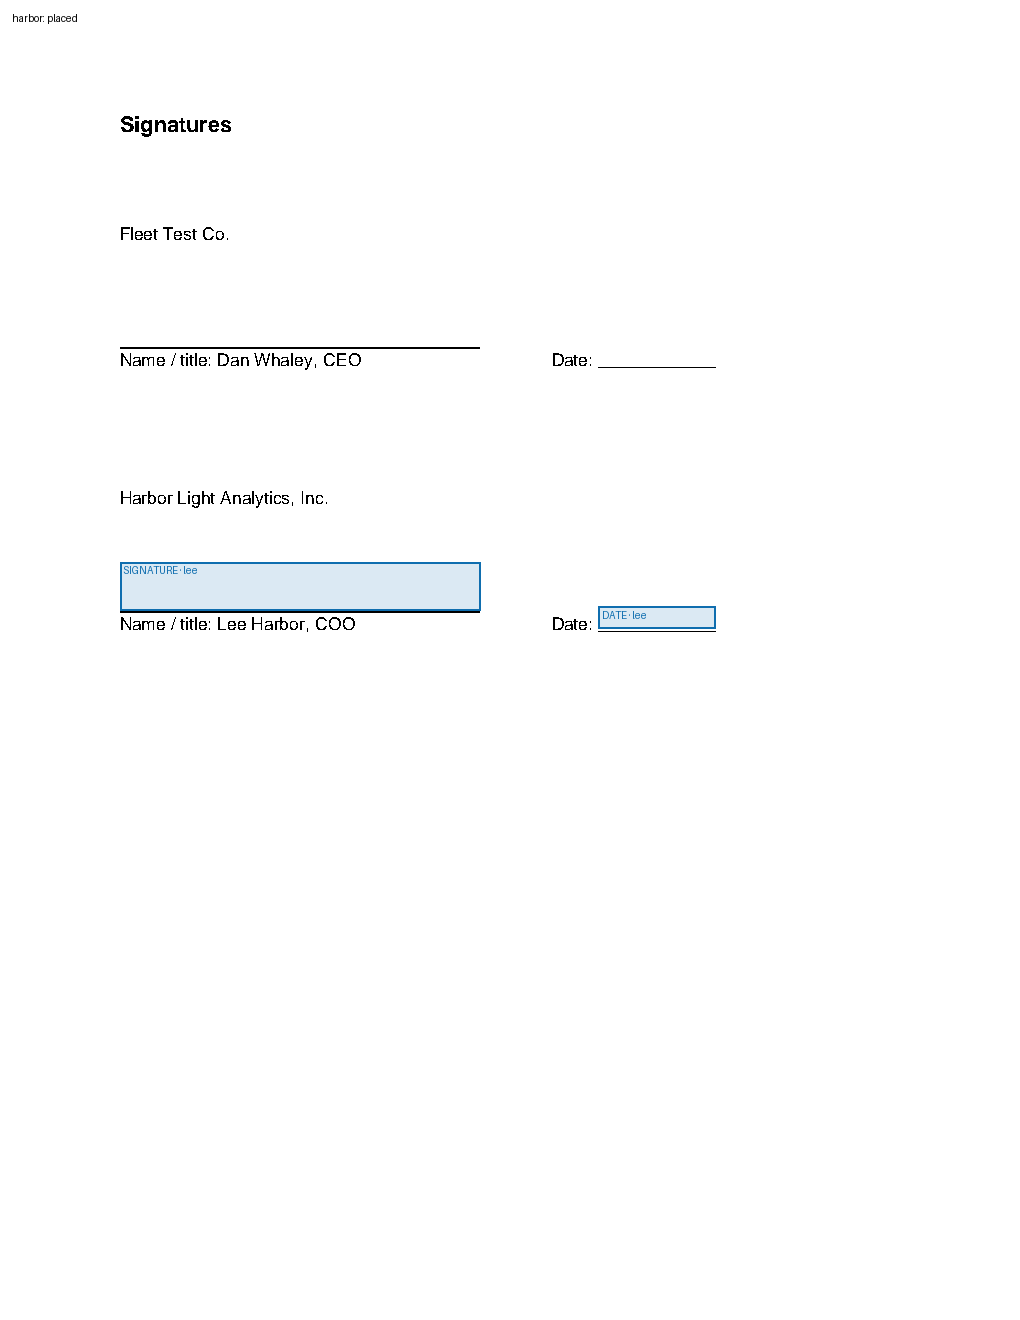 harbor: placed
Signatures
Fleet Test Co.
Name / title: Dan Whaley, CEO
Date:
Harbor Light Analytics, Inc.
SIGNATURE·lee
Name / title: Lee Harbor, COO
Date: DATE·lee